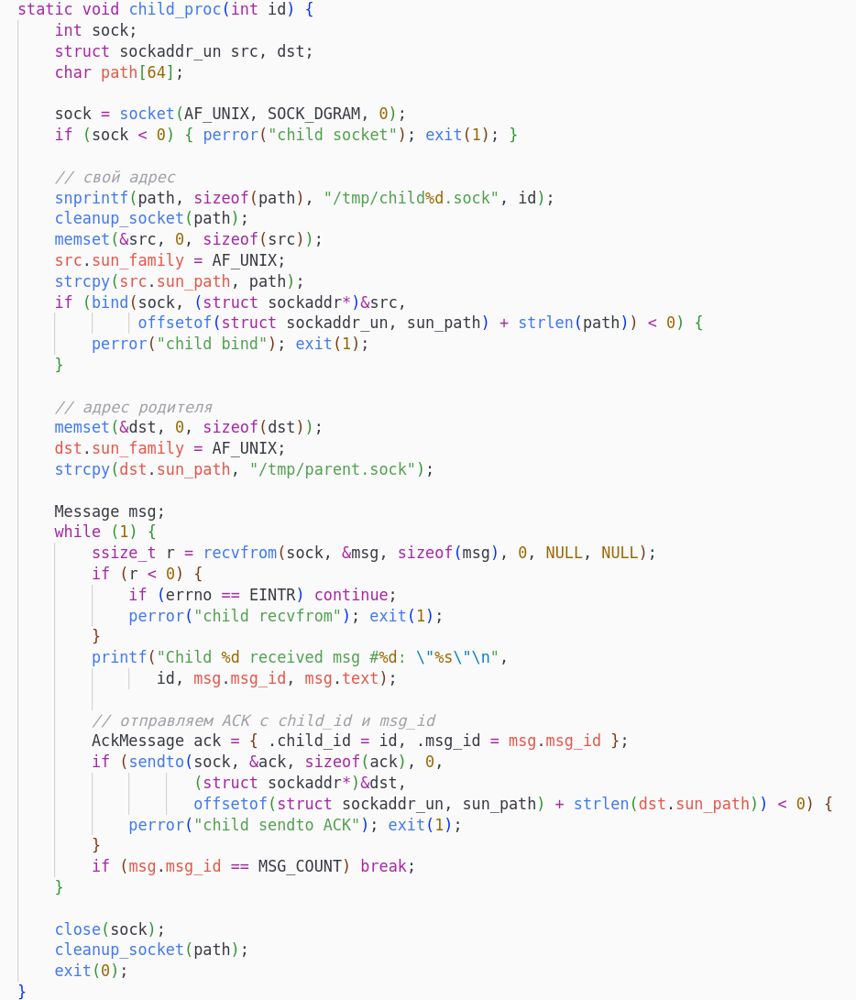 static void child_proc(int id) {
    int sock;
    struct sockaddr_un src, dst;
    char path[64];

    sock = socket(AF_UNIX, SOCK_DGRAM, 0);
    if (sock < 0) { perror("child socket"); exit(1); }

    // свой адрес
    snprintf(path, sizeof(path), "/tmp/child%d.sock", id);
    cleanup_socket(path);
    memset(&src, 0, sizeof(src));
    src.sun_family = AF_UNIX;
    strcpy(src.sun_path, path);
    if (bind(sock, (struct sockaddr*)&src,
             offsetof(struct sockaddr_un, sun_path) + strlen(path)) < 0) {
        perror("child bind"); exit(1);
    }

    // адрес родителя
    memset(&dst, 0, sizeof(dst));
    dst.sun_family = AF_UNIX;
    strcpy(dst.sun_path, "/tmp/parent.sock");

    Message msg;
    while (1) {
        ssize_t r = recvfrom(sock, &msg, sizeof(msg), 0, NULL, NULL);
        if (r < 0) {
            if (errno == EINTR) continue;
            perror("child recvfrom"); exit(1);
        }
        printf("Child %d received msg #%d: \"%s\"\n",
               id, msg.msg_id, msg.text);

        // отправляем ACK с child_id и msg_id
        AckMessage ack = { .child_id = id, .msg_id = msg.msg_id };
        if (sendto(sock, &ack, sizeof(ack), 0,
                   (struct sockaddr*)&dst,
                   offsetof(struct sockaddr_un, sun_path) + strlen(dst.sun_path)) < 0) {
            perror("child sendto ACK"); exit(1);
        }
        if (msg.msg_id == MSG_COUNT) break;
    }

    close(sock);
    cleanup_socket(path);
    exit(0);
}